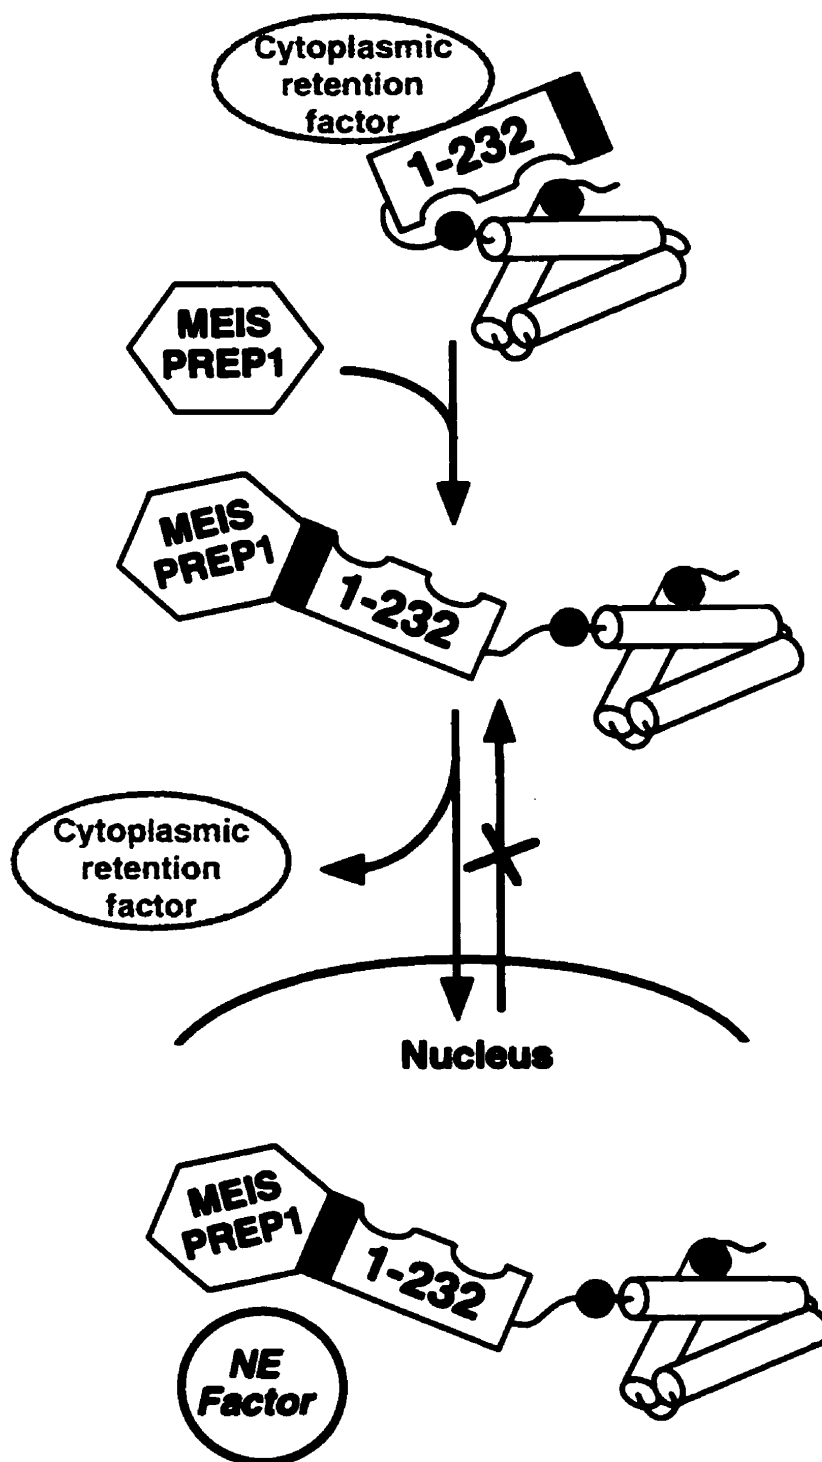 Cytoplasmic
retention
factor
1-232
MEIS
PREP1
MEIS
PREP1
1-232
Cytoplasmic
retention
factor
Nucleus
MEIS
PREP1
1-232
NE
Factor